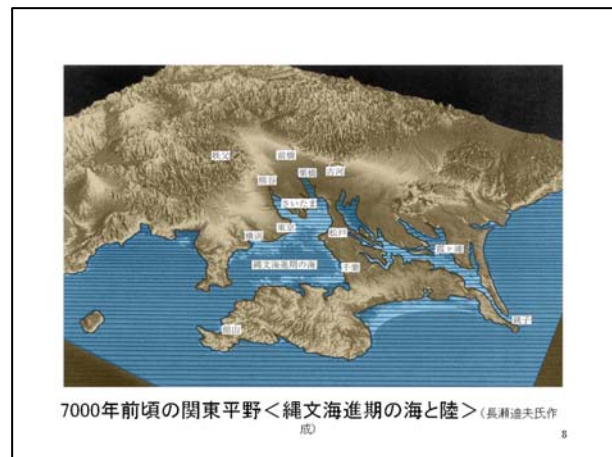 秩父
前橋
熊谷
栗橋
古河
さいたま
東京
横浜
松戸
霞ヶ浦
縄文海進期の海
千葉
館山
銚子
7000年前頃の関東平野＜縄文海進期の海と陸＞(長瀬迪夫氏作
成)
8